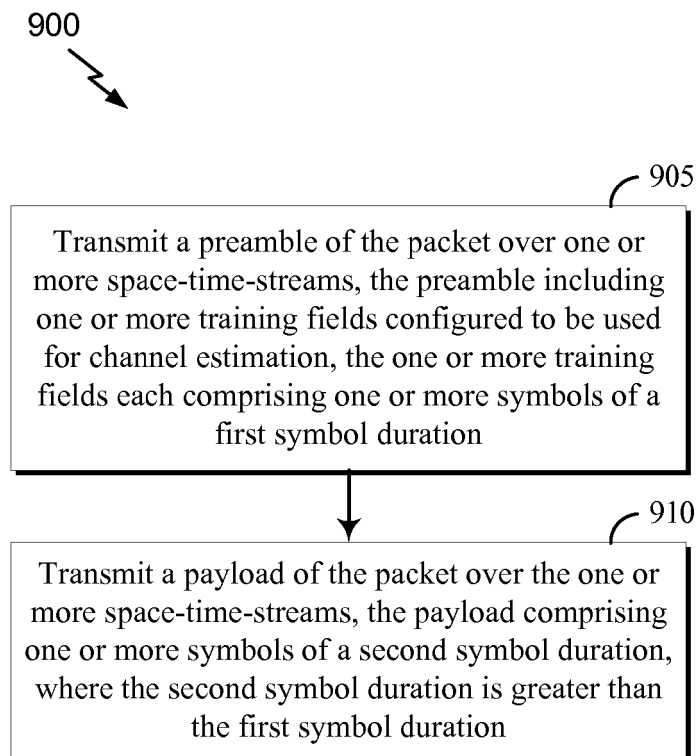 900
905
Transmit a preamble of the packet over one or
more space-time-streams, the preamble including
one or more training fields configured to be used
for channel estimation, the one or more training
fields each comprising one or more symbols of a
first symbol duration
910
Transmit a payload of the packet over the one or
more space-time-streams, the payload comprising
one or more symbols of a second symbol duration,
where the second symbol duration is greater than
the first symbol duration